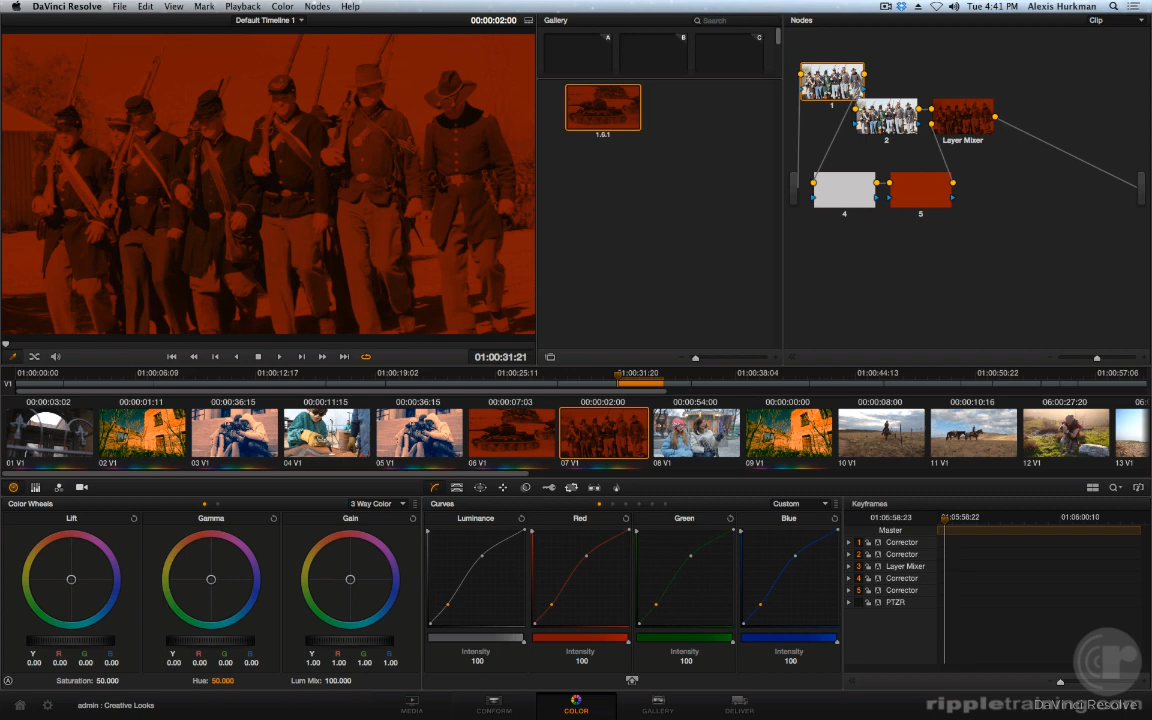 DaVinci Resolve File Edit View Mark Playback Color Nodes Help Tue 4:41 PM Alexis Hurkman
Default Timeline 1 00:00:02:00 Gallery Search Nodes Clip
A B C
1.6.1
1
2 Layer Mixer
4 5
01:00:31:21
01:00:00:00 01:00:06:09 01:00:12:17 01:00:19:02 01:00:25:11 01:00:31:20 01:00:38:04 01:00:44:13 01:00:50:22 01:00:57:06
V1
00:00:03:02 00:00:01:11 00:00:36:15 00:00:11:15 00:00:36:15 00:00:07:03 00:00:02:00 00:00:54:00 00:00:00:00 00:00:08:00 00:00:10:16 06:00:27:20
01 V1 02 V1 03 V1 04 V1 05 V1 06 V1 07 V1 08 V1 09 V1 10 V1 11 V1 12 V1 13 V1
Color Wheels 3 Way Color Curves Custom Keyframes
Lift Gamma Gain Luminance Red Green Blue 01:05:58:23 01:05:58:22 01:06:00:10
Master
1 Corrector
2 Corrector
3 Layer Mixer
4 Corrector
5 Corrector
PTZR
Y R G B Y R G B Y R G B
0.00 0.00 0.00 0.00 0.00 0.00 0.00 0.00 1.00 1.00 1.00 1.00
Intensity Intensity Intensity Intensity
100 100 100 100
Saturation: 50.000 Hue: 50.000 Lum Mix: 100.000
admin : Creative Looks MEDIA CONFORM COLOR GALLERY DELIVER
DaVinci Resolve